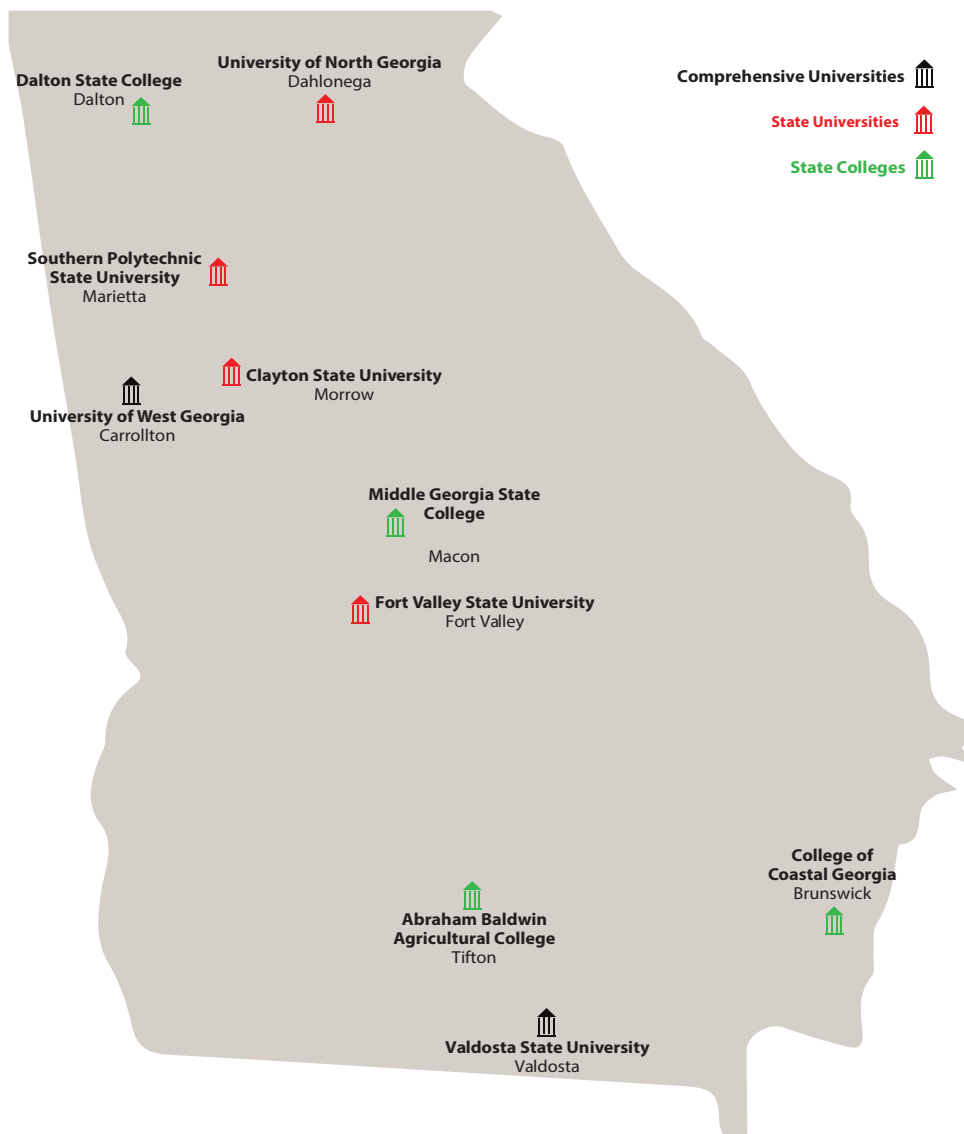 University of North Georgia
Dahlonega
Dalton State College
Dalton
Comprehensive Universities
State Universities
State Colleges
Southern Polytechnic
State University
Marietta
Clayton State University
Morrow
University of West Georgia
Carrollton
Middle Georgia State
College
Macon
Fort Valley State University
Fort Valley
College of
Coastal Georgia
Brunswick
Abraham Baldwin
Agricultural College
Tifton
Valdosta State University
Valdosta